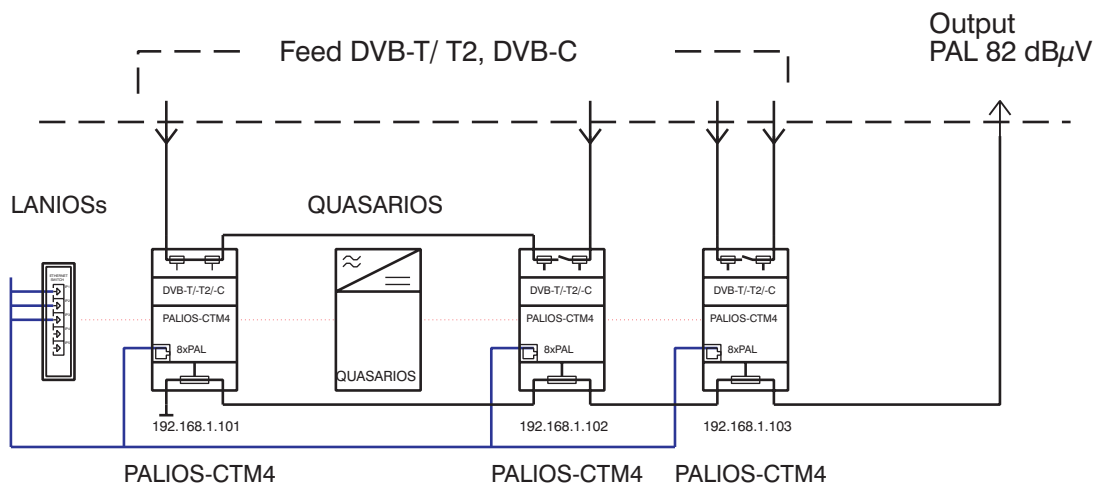 Output
Feed DVB-T/ T2, DVB-C
PAL 82 dBµV
LANIOSs
QUASARIOS
ETHERNET
SWITCH
DVB-T/-T2/-C
DVB-T/-T2/-C
DVB-T/-T2/-C
PALIOS-CTM4
PALIOS-CTM4
PALIOS-CTM4
8xPAL
8xPAL
8xPAL
QUASARIOS
192.168.1.101
192.168.1.102
192.168.1.103
PALIOS-CTM4
PALIOS-CTM4
PALIOS-CTM4